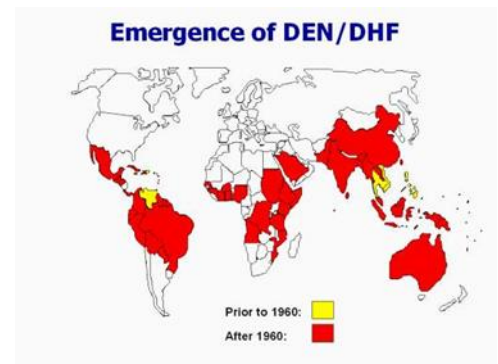 Emergence of DEN/DHF
Prior to 1960:
After 1960: